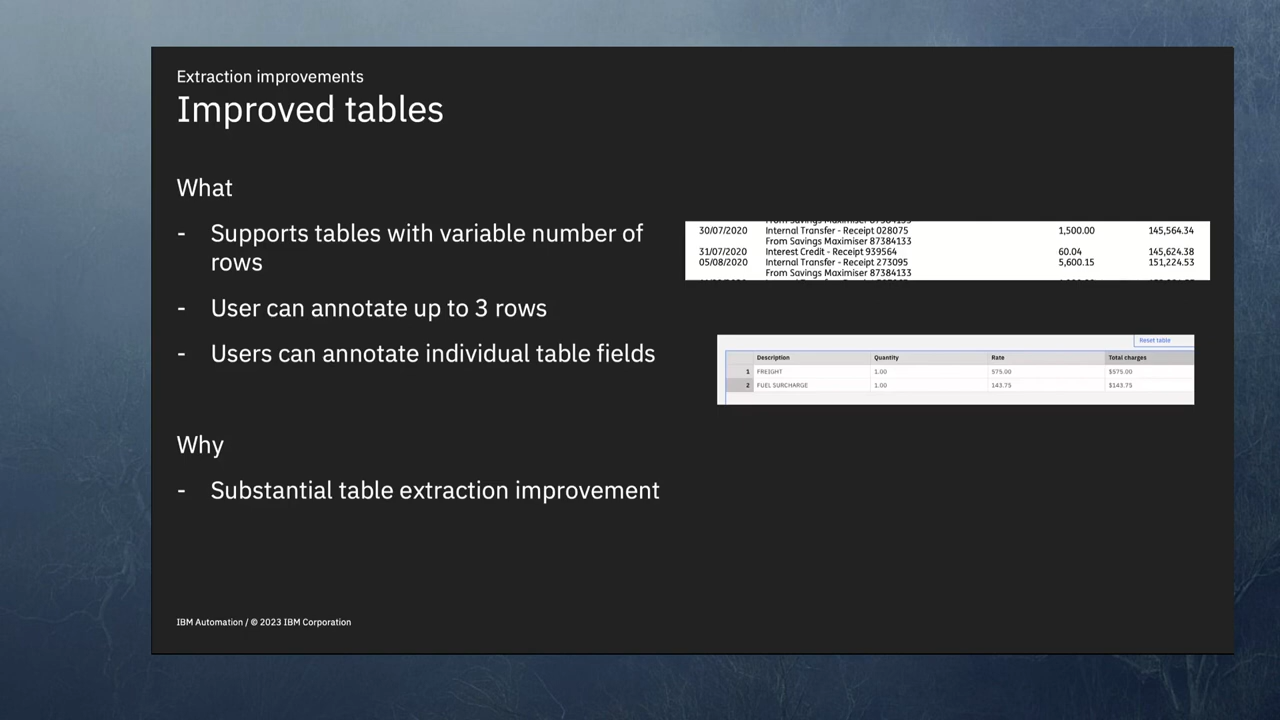 Extraction improvements
Improved tables
What
- Supports tables with variable number of
rows
- User can annotate up to 3 rows
- Users can annotate individual table fields
Why
- Substantial table extraction improvement
30/07/2020 Internal Transfer - Receipt 028075 1,500.00 145,564.34
From Savings Maximiser 87384133
31/07/2020 Interest Credit - Receipt 939564 60.04 145,624.38
05/08/2020 Internal Transfer - Receipt 273095 5,600.15 151,224.53
From Savings Maximiser 87384133
Reset table
Description Quantity Rate Total charges
1 FREIGHT 1.00 575.00 $575.00
2 FUEL SURCHARGE 1.00 143.75 $143.75
IBM Automation / © 2023 IBM Corporation